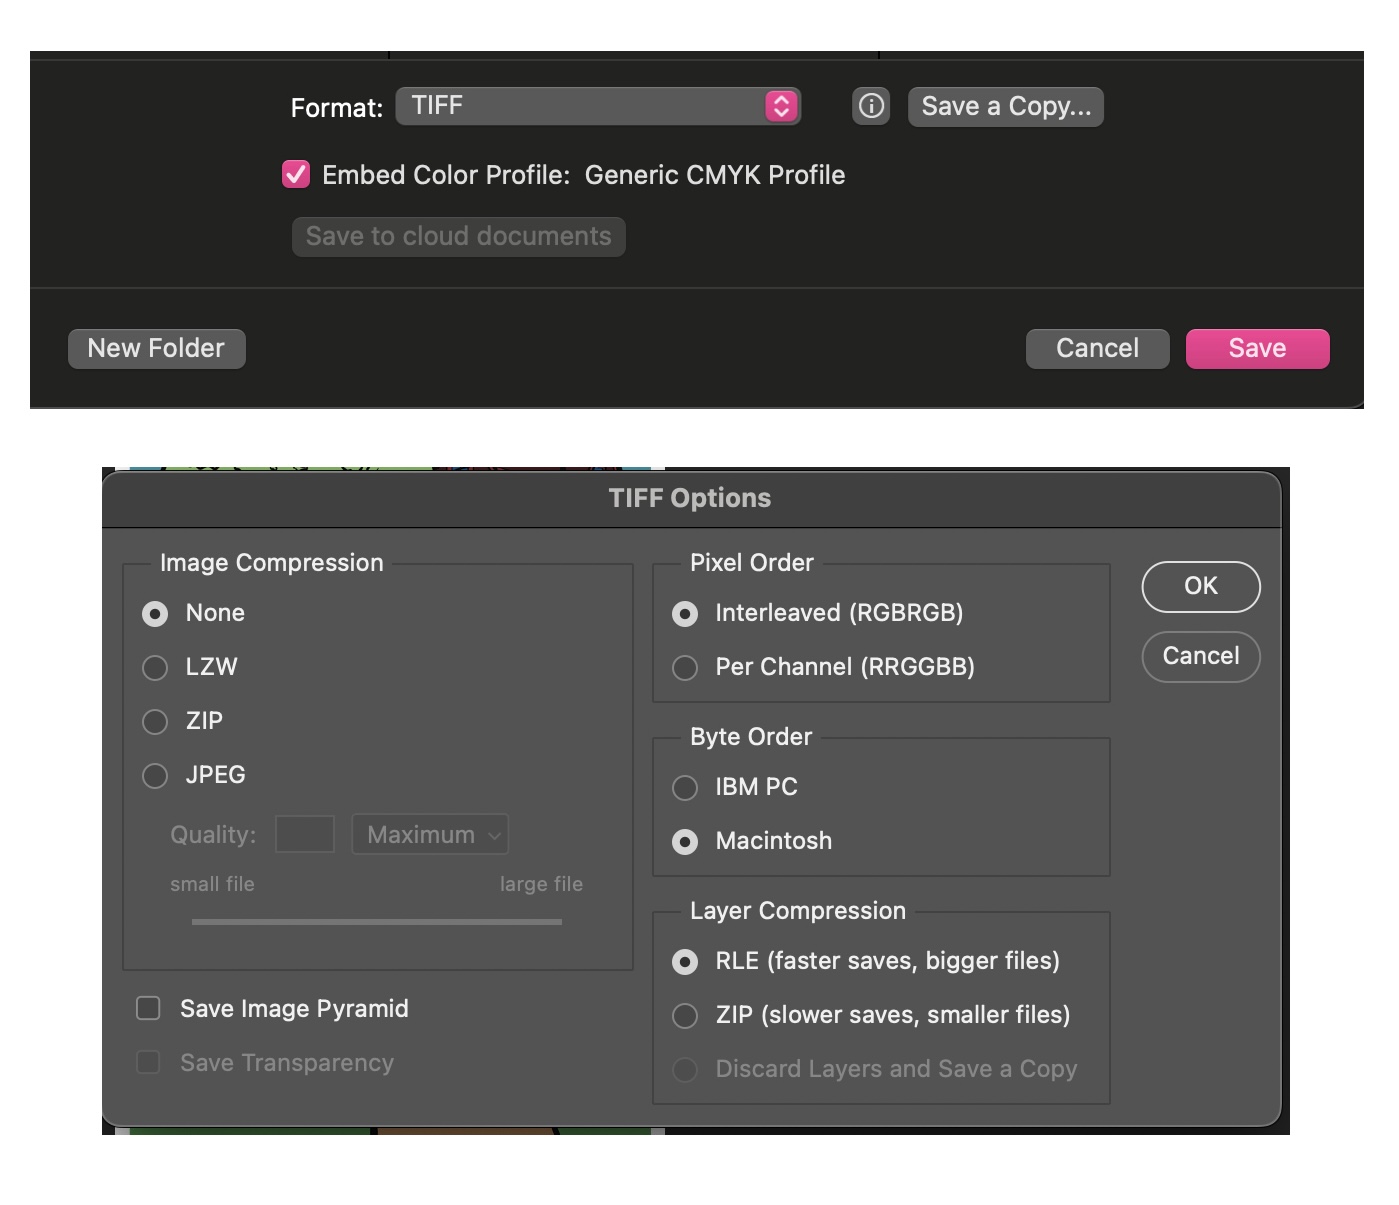 Format: TIFF Save a Copy...
Embed Color Profile: Generic CMYK Profile
Save to cloud documents
New Folder Cancel Save
TIFF Options
Image Compression
None
LZW
ZIP
JPEG
Quality: Maximum
small file large file
Save Image Pyramid
Save Transparency
Pixel Order
Interleaved (RGBRGB)
Per Channel (RRGGBB)
Byte Order
IBM PC
Macintosh
Layer Compression
RLE (faster saves, bigger files)
ZIP (slower saves, smaller files)
Discard Layers and Save a Copy
OK
Cancel